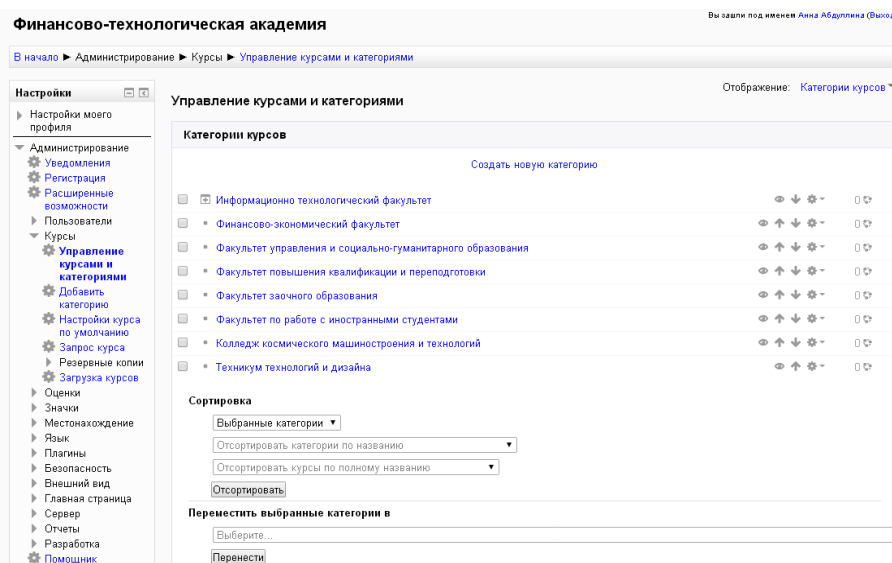 Финансово-технологическая академия
Вы зашли под именем Анна Абдуллина (Выход
В начало ► Администрирование ► Курсы ► Управление курсами и категориями
Настройки
Настройки моего
профиля
Администрирование
Уведомления
Регистрация
Расширенные
возможности
Пользователи
Курсы
Управление
курсами и
категориями
Добавить
категорию
Настройки курса
по умолчанию
Запрос курса
Резервные копии
Загрузка курсов
Оценки
Значки
Местонахождение
Язык
Плагины
Безопасность
Внешний вид
Главная страница
Сервер
Отчеты
Разработка
Помощник
Отображение: Категории курсов
Управление курсами и категориями
Категории курсов
Создать новую категорию
Информационно технологический факультет 0
Финансово-экономический факультет 0
Факультет управления и социально-гуманитарного образования 0
Факультет повышения квалификации и переподготовки 0
Факультет заочного образования 0
Факультет по работе с иностранными студентами 0
Колледж космического машиностроения и технологий 0
Техникум технологий и дизайна 0
Сортировка
Выбранные категории
Отсортировать категории по названию
Отсортировать курсы по полному названию
Отсортировать
Переместить выбранные категории в
Выберите...
Перенести